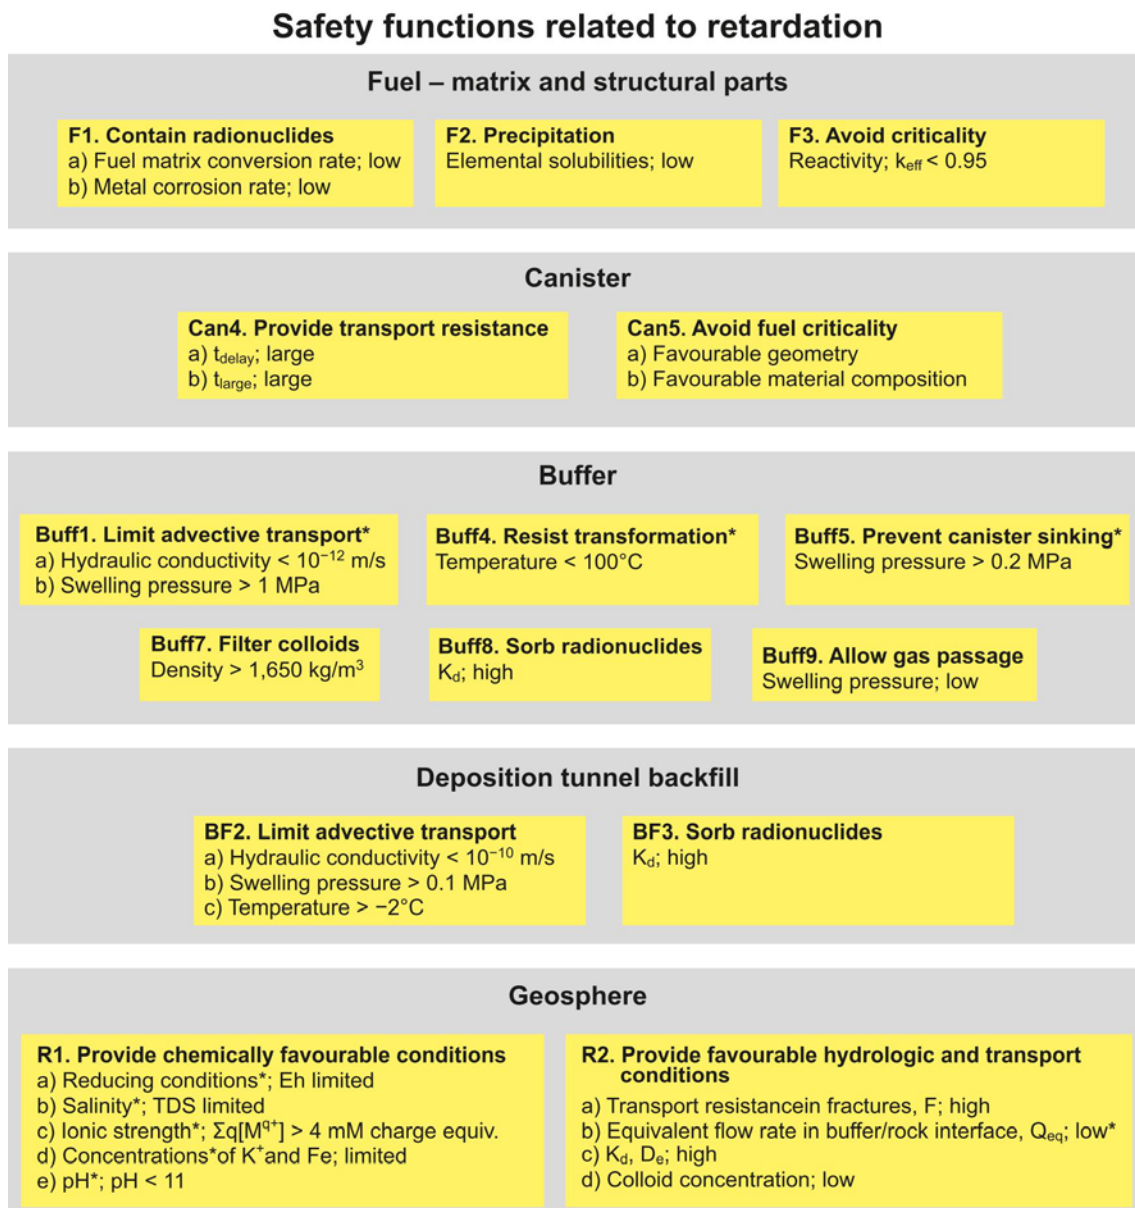 Safety functions related to retardation
Fuel – matrix and structural parts
F1. Contain radionuclides
a) Fuel matrix conversion rate; low
b) Metal corrosion rate; low
F2. Precipitation
Elemental solubilities; low
F3. Avoid criticality
Reactivity; keff < 0.95
Canister
Can4. Provide transport resistance
a) tdelay; large
b) tlarge; large
Can5. Avoid fuel criticality
a) Favourable geometry
b) Favourable material composition
Buffer
Buff1. Limit advective transport*
a) Hydraulic conductivity < 10⁻¹² m/s
b) Swelling pressure > 1 MPa
Buff4. Resist transformation*
Temperature < 100°C
Buff5. Prevent canister sinking*
Swelling pressure > 0.2 MPa
Buff7. Filter colloids
Density > 1,650 kg/m³
Buff8. Sorb radionuclides
Kd; high
Buff9. Allow gas passage
Swelling pressure; low
Deposition tunnel backfill
BF2. Limit advective transport
a) Hydraulic conductivity < 10⁻¹⁰ m/s
b) Swelling pressure > 0.1 MPa
c) Temperature > −2°C
BF3. Sorb radionuclides
Kd; high
Geosphere
R1. Provide chemically favourable conditions
a) Reducing conditions*; Eh limited
b) Salinity*; TDS limited
c) Ionic strength*; Σq[Mq+] > 4 mM charge equiv.
d) Concentrations*of K⁺and Fe; limited
e) pH*; pH < 11
R2. Provide favourable hydrologic and transport
conditions
a) Transport resistancein fractures, F; high
b) Equivalent flow rate in buffer/rock interface, Qeq; low*
c) Kd, De; high
d) Colloid concentration; low